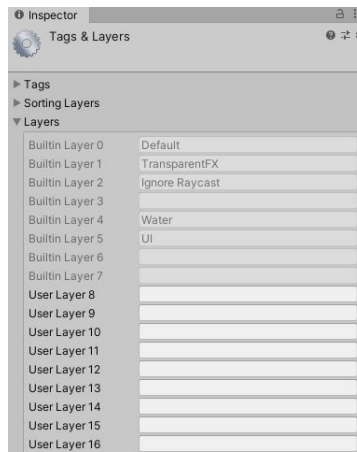 Inspector
Tags & Layers
Tags
Sorting Layers
Layers
Builtin Layer 0 Default
Builtin Layer 1 TransparentFX
Builtin Layer 2 Ignore Raycast
Builtin Layer 3
Builtin Layer 4 Water
Builtin Layer 5 UI
Builtin Layer 6
Builtin Layer 7
User Layer 8
User Layer 9
User Layer 10
User Layer 11
User Layer 12
User Layer 13
User Layer 14
User Layer 15
User Layer 16